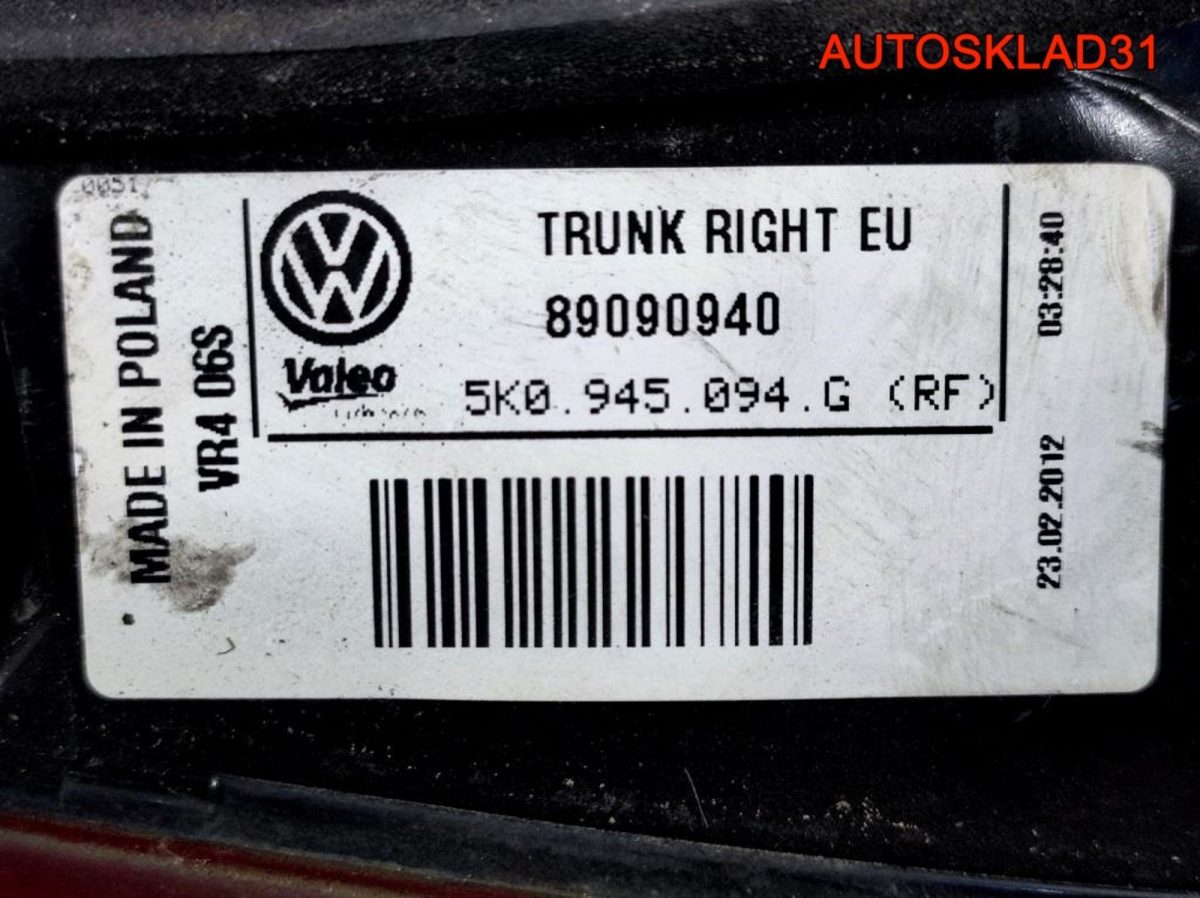 AUTOSKLAD31
0051
MADE IN POLAND
VR4 06S
Valeo
TRUNK RIGHT EU
89090940
5K0.945.094.G (RF)
03:28:40
23.02.2012